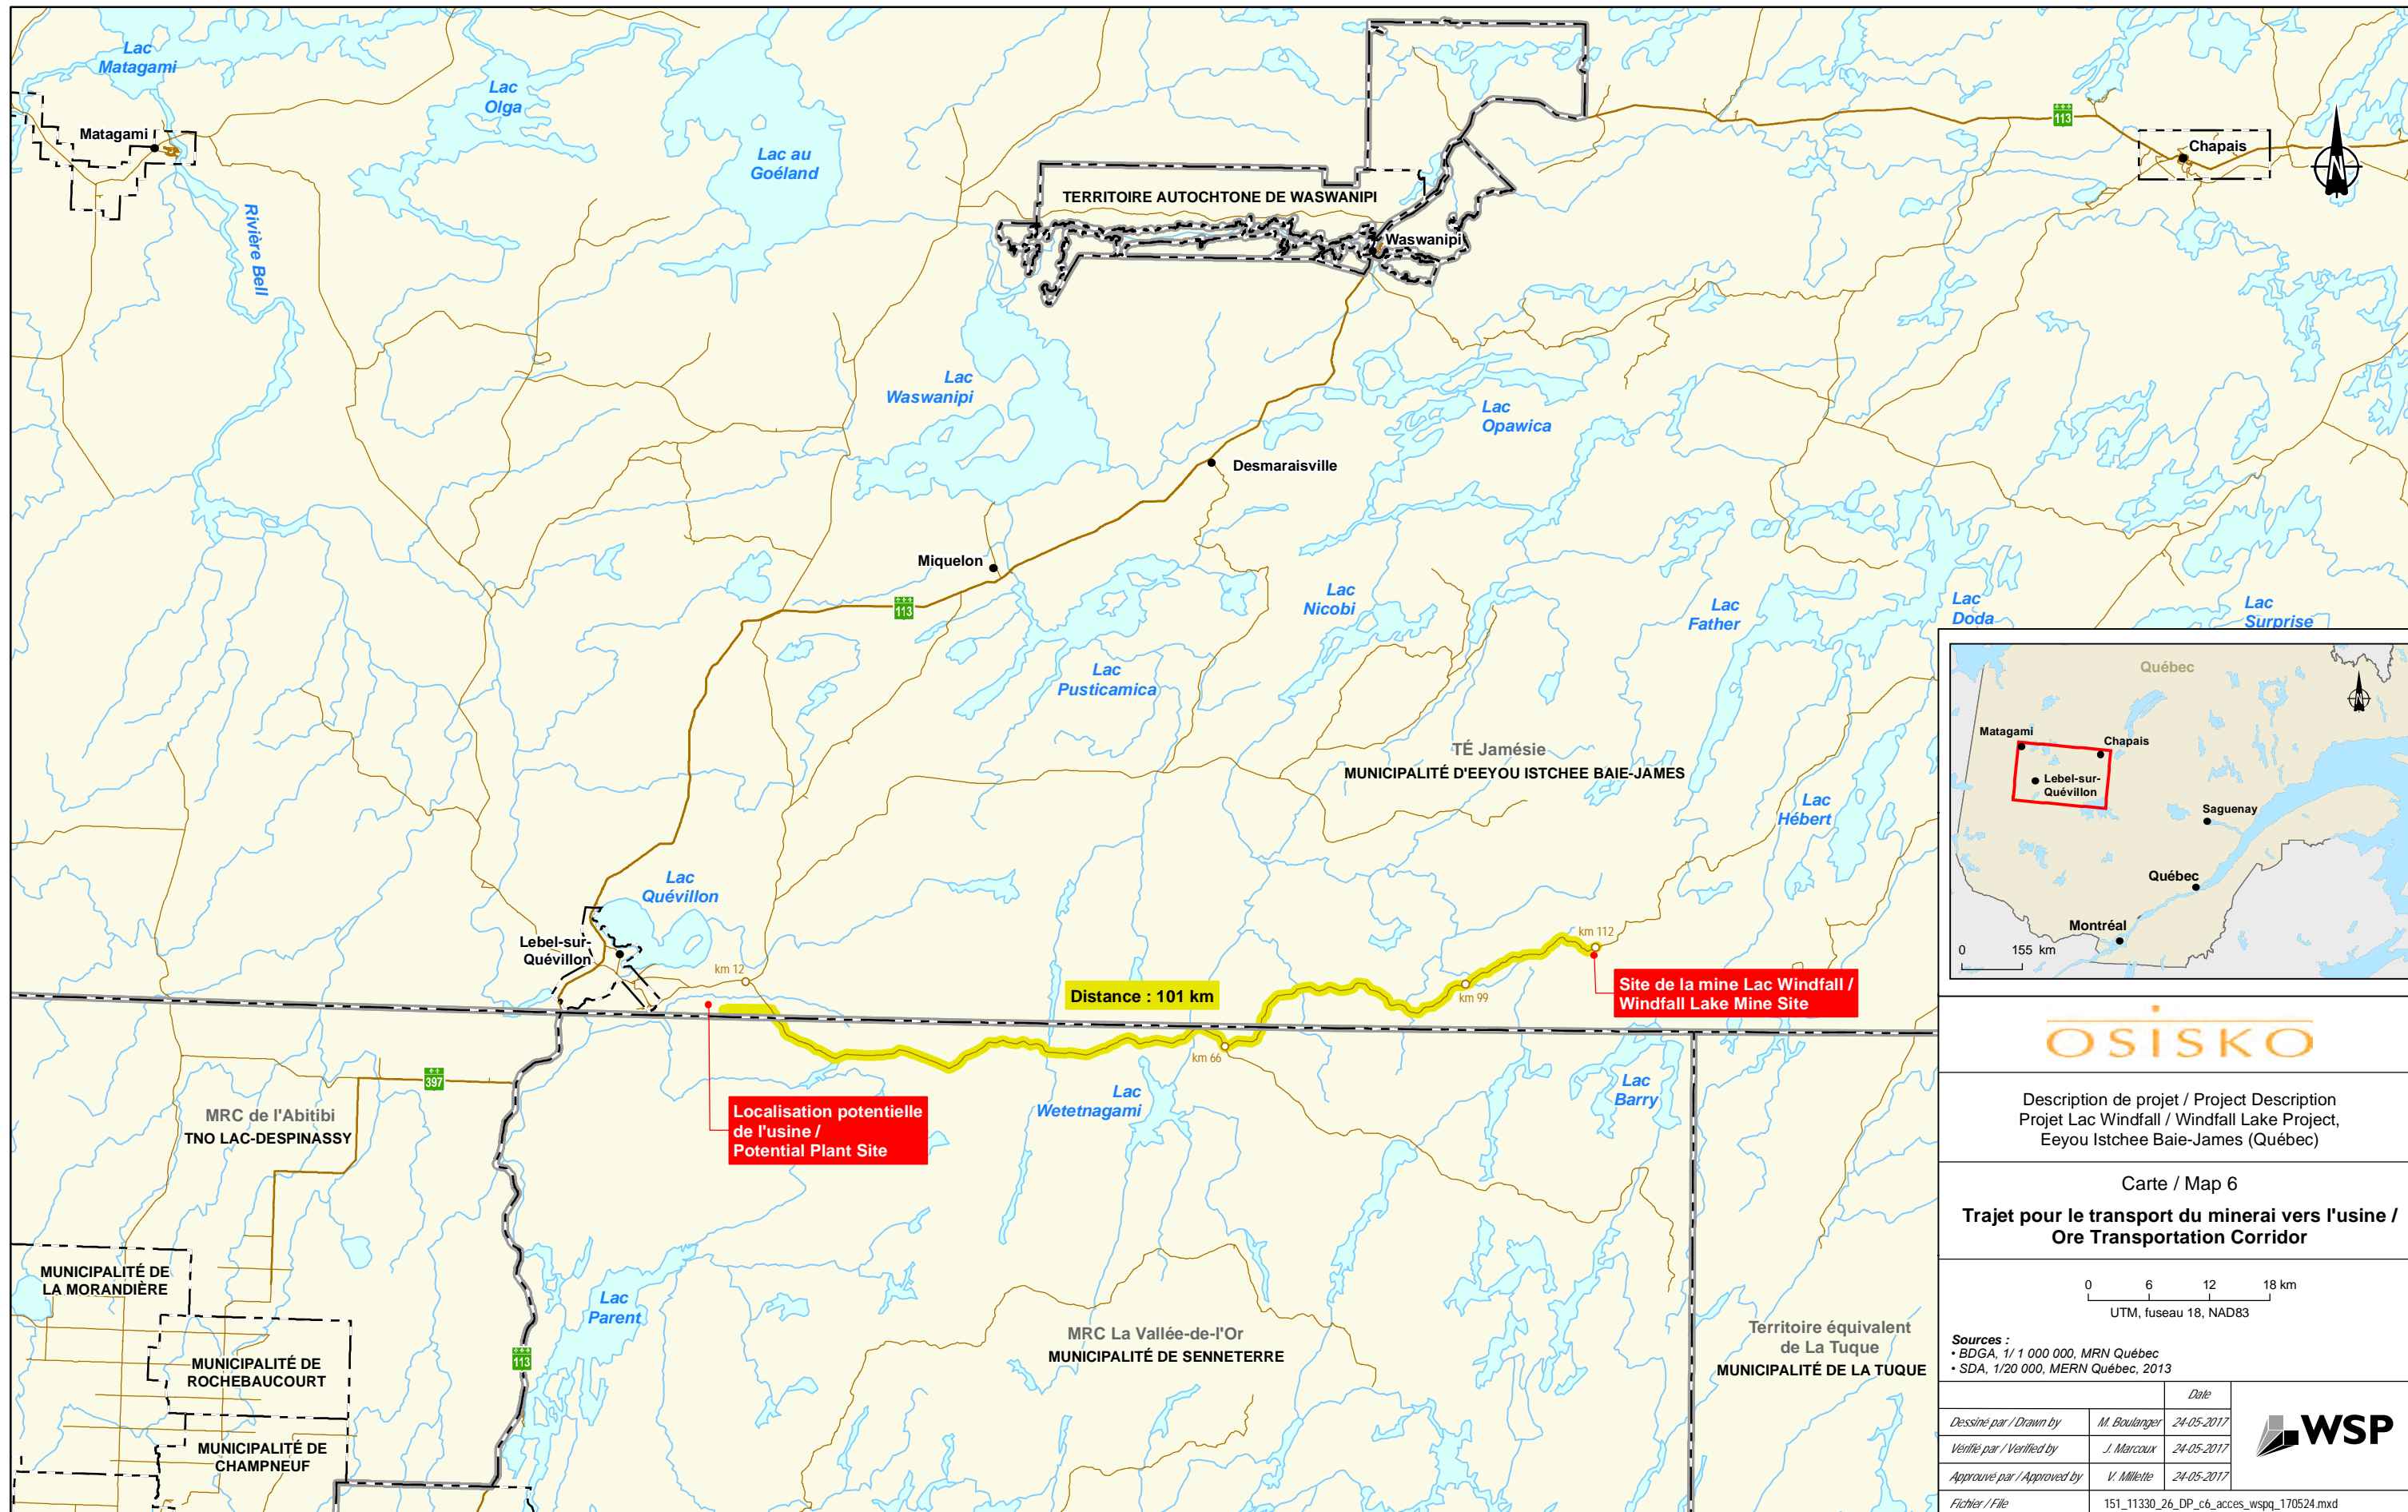 Lac
Matagami
Matagami
Lac
Olga
Lac au
Goéland
Rivière Bell
TERRITOIRE AUTOCHTONE DE WASWANIPI
Waswanipi
113
Chapais
N
Lac
Waswanipi
Lac
Opawica
Desmaraisville
Miquelon
113
Lac
Nicobi
Lac
Father
Lac
Doda
Lac
Surprise
Lac
Pusticamica
TÉ Jamésie
MUNICIPALITÉ D'EEYOU ISTCHEE BAIE-JAMES
Lac
Hébert
Lac
Quévillon
Lebel-sur-
Quévillon
km 12
km 112
Distance : 101 km
km 99
Site de la mine Lac Windfall /
Windfall Lake Mine Site
km 66
397
MRC de l'Abitibi
TNO LAC-DESPINASSY
Localisation potentielle
de l'usine /
Potential Plant Site
Lac
Wetetnagami
Lac
Barry
MUNICIPALITÉ DE
LA MORANDIÈRE
Lac
Parent
MRC La Vallée-de-l'Or
MUNICIPALITÉ DE SENNETERRE
Territoire équivalent
de La Tuque
MUNICIPALITÉ DE LA TUQUE
113
MUNICIPALITÉ DE
ROCHEBAUCOURT
MUNICIPALITÉ DE
CHAMPNEUF
Québec
Matagami
Chapais
Lebel-sur-
Quévillon
Saguenay
Québec
Montréal
0 155 km
OSISKO
Description de projet / Project Description
Projet Lac Windfall / Windfall Lake Project,
Eeyou Istchee Baie-James (Québec)
Carte / Map 6
Trajet pour le transport du minerai vers l'usine /
Ore Transportation Corridor
0 6 12 18 km
UTM, fuseau 18, NAD83
Sources :
• BDGA, 1/ 1 000 000, MRN Québec
• SDA, 1/20 000, MERN Québec, 2013
Date
Dessiné par / Drawn by M. Boulanger 24-05-2017
Vérifié par / Verified by J. Marcoux 24-05-2017
Approuvé par / Approved by V. Millette 24-05-2017
WSP
Fichier / File 151_11330_26_DP_c6_acces_wspq_170524.mxd